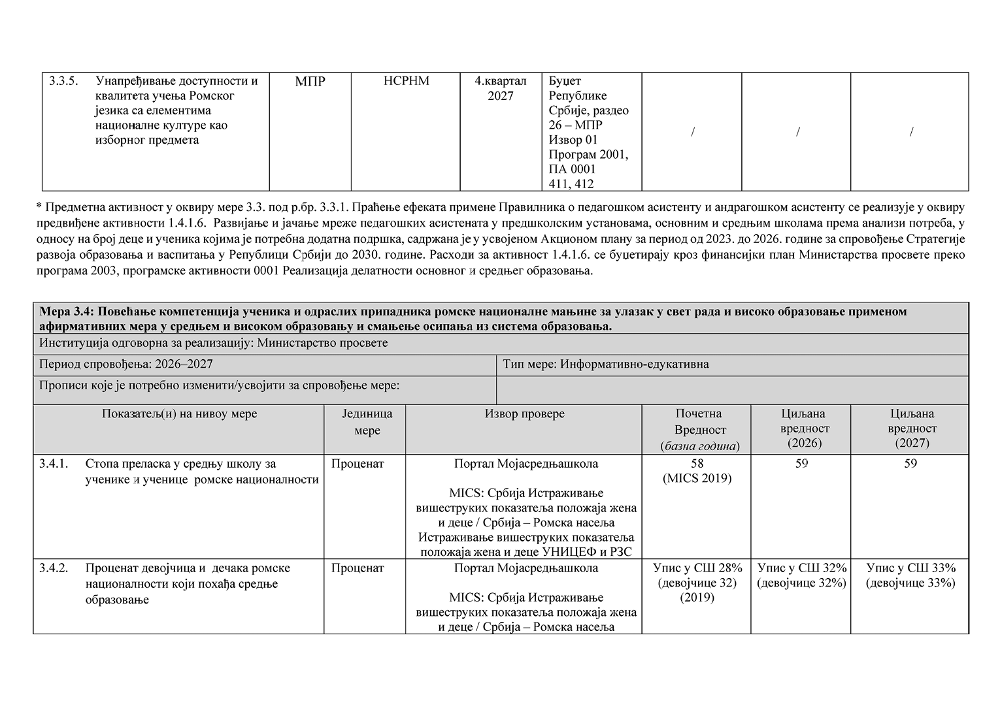 3.3.5. Унапређивање доступности и квалитета учења Ромског језика са елементима националне културе као изборног предмета
МПР
НСРНМ
4.квартал
2027
Буџет
Републике
Србије, раздео
26 – МПР
Извор 01
Програм 2001,
ПА 0001
411, 412
/
/
/
* Предметна активност у оквиру мере 3.3. под р.бр. 3.3.1. Праћење ефеката примене Правилника о педагошком асистенту и андрагошком асистенту се реализује у оквиру
предвиђене активности 1.4.1.6. Развијање и јачање мреже педагошких асистената у предшколским установама, основним и средњим школама према анализи потреба, у
односу на број деце и ученика којима је потребна додатна подршка, садржана је у усвојеном Акционом плану за период од 2023. до 2026. године за спровођење Стратегије
развоја образовања и васпитања у Републици Србији до 2030. године. Расходи за активност 1.4.1.6. се буџетирају кроз финансијки план Министарства просвете преко
програма 2003, програмске активности 0001 Реализација делатности основног и средњег образовања.
Мера 3.4: Повећање компетенција ученика и одраслих припадника ромске националне мањине за улазак у свет рада и високо образовање применом
афирмативних мера у средњем и високом образовању и смањење осипања из система образовања.
Институција одговорна за реализацију: Министарство просвете
Период спровођења: 2026–2027
Тип мере: Информативно-едукативна
Прописи које је потребно изменити/усвојити за спровођење мере:
Показатељ(и) на нивоу мере
Јединица
мере
Извор провере
Почетна
Вредност
(базна година)
Циљана
вредност
(2026)
Циљана
вредност
(2027)
3.4.1. Стопа преласка у средњу школу за
ученике и ученице ромске националности
Проценат
Портал Мојасредњашкола
MICS: Србија Истраживање
вишеструких показатеља положаја жена
и деце / Србија – Ромска насеља
Истраживање вишеструких показатеља
положаја жена и деце УНИЦЕФ и РЗС
58
(MICS 2019)
59
59
3.4.2. Проценат девојчица и дечака ромске
националности који похађа средње
образовање
Проценат
Портал Мојасредњашкола
MICS: Србија Истраживање
вишеструких показатеља положаја жена
и деце / Србија – Ромска насеља
Упис у СШ 28%
(девојчице 32)
(2019)
Упис у СШ 32%
(девојчице 32%)
Упис у СШ 33%
(девојчице 33%)